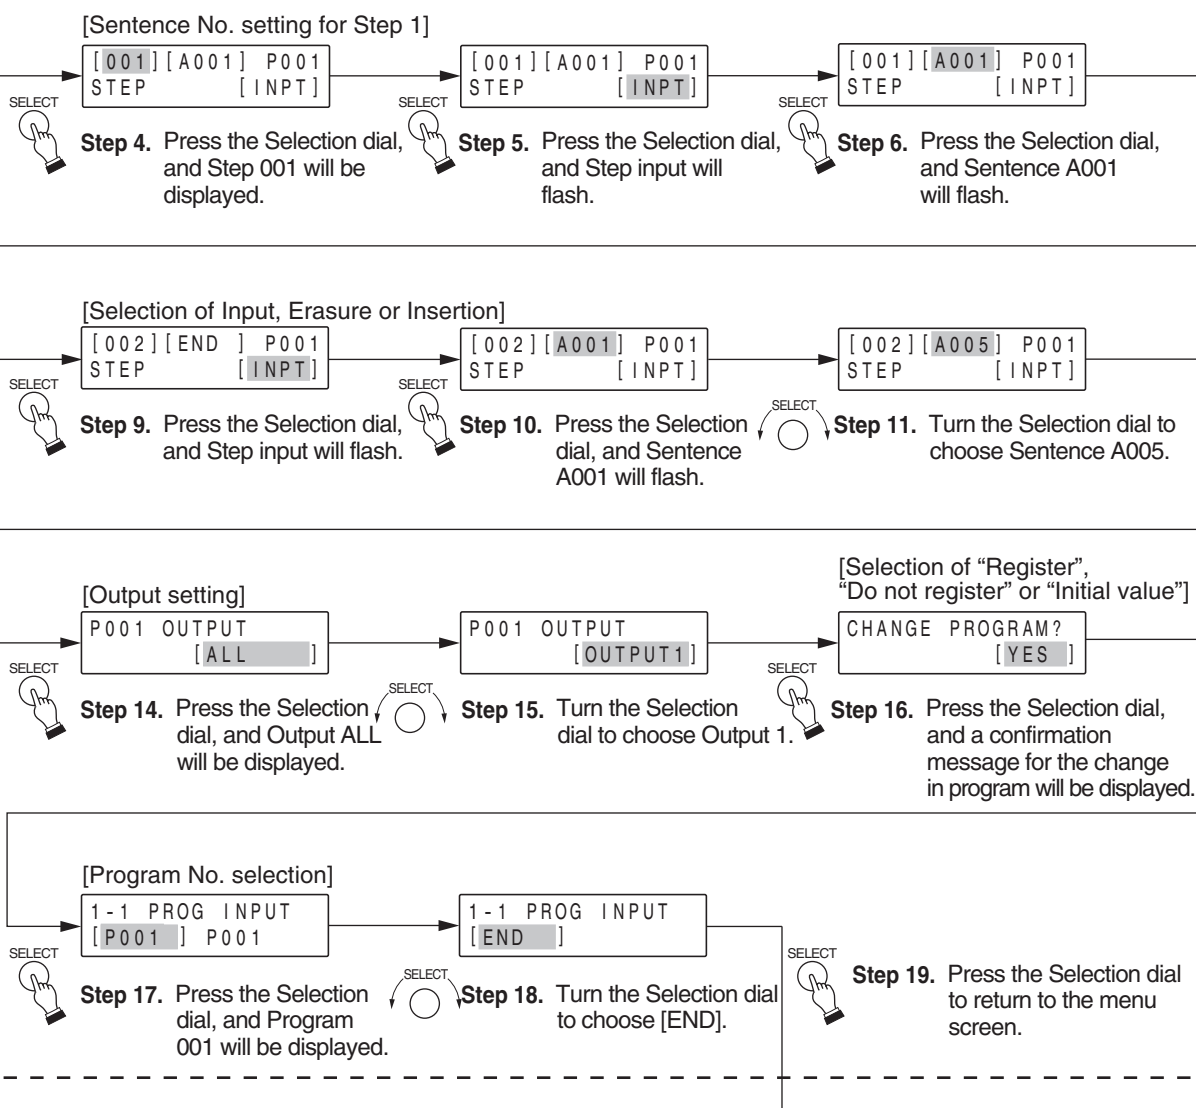 [Sentence No. setting for Step 1]
[001][A001] P001
STEP [INPT]
SELECT
Step 4. Press the Selection dial,
and Step 001 will be
displayed.
[001][A001] P001
STEP [INPT]
SELECT
Step 5. Press the Selection dial,
and Step input will
flash.
[001][A001] P001
STEP [INPT]
SELECT
Step 6. Press the Selection dial,
and Sentence A001
will flash.
[Selection of Input, Erasure or Insertion]
[002][END ] P001
STEP [INPT]
SELECT
Step 9. Press the Selection dial,
and Step input will flash.
[002][A001] P001
STEP [INPT]
SELECT
Step 10. Press the Selection
dial, and Sentence
A001 will flash.
[002][A005] P001
STEP [INPT]
SELECT
Step 11. Turn the Selection dial to
choose Sentence A005.
[Output setting]
P001 OUTPUT
[ALL ]
SELECT
Step 14. Press the Selection
dial, and Output ALL
will be displayed.
P001 OUTPUT
[OUTPUT1]
SELECT
Step 15. Turn the Selection
dial to choose Output 1.
[Selection of “Register”,
“Do not register” or “Initial value”]
CHANGE PROGRAM?
[YES ]
SELECT
Step 16. Press the Selection dial,
and a confirmation
message for the change
in program will be displayed.
[Program No. selection]
1-1 PROG INPUT
[P001 ] P001
SELECT
Step 17. Press the Selection
dial, and Program
001 will be displayed.
1-1 PROG INPUT
[END ]
SELECT
Step 18. Turn the Selection dial
to choose [END].
SELECT
Step 19. Press the Selection dial
to return to the menu
screen.